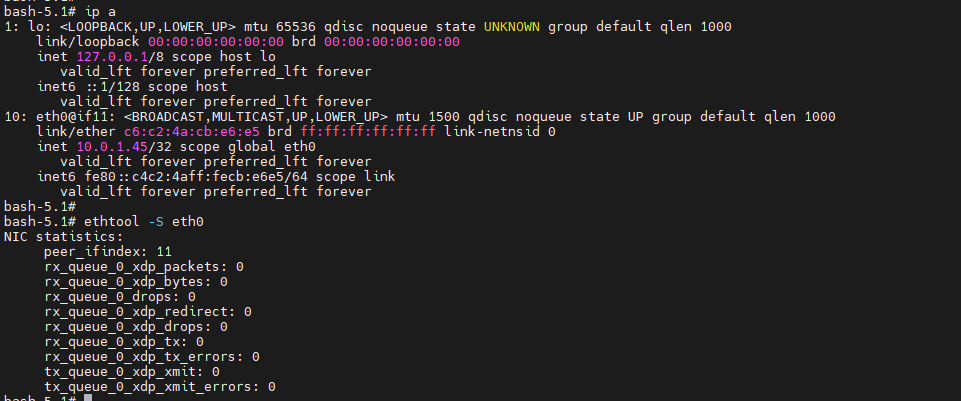 bash-5.1#
bash-5.1# ip a
1: lo: <LOOPBACK,UP,LOWER_UP> mtu 65536 qdisc noqueue state UNKNOWN group default qlen 1000
    link/loopback 00:00:00:00:00:00 brd 00:00:00:00:00:00
    inet 127.0.0.1/8 scope host lo
       valid_lft forever preferred_lft forever
    inet6 ::1/128 scope host
       valid_lft forever preferred_lft forever
10: eth0@if11: <BROADCAST,MULTICAST,UP,LOWER_UP> mtu 1500 qdisc noqueue state UP group default qlen 1000
    link/ether c6:c2:4a:cb:e6:e5 brd ff:ff:ff:ff:ff:ff link-netnsid 0
    inet 10.0.1.45/32 scope global eth0
       valid_lft forever preferred_lft forever
    inet6 fe80::c4c2:4aff:fecb:e6e5/64 scope link
       valid_lft forever preferred_lft forever
bash-5.1#
bash-5.1# ethtool -S eth0
NIC statistics:
     peer_ifindex: 11
     rx_queue_0_xdp_packets: 0
     rx_queue_0_xdp_bytes: 0
     rx_queue_0_drops: 0
     rx_queue_0_xdp_redirect: 0
     rx_queue_0_xdp_drops: 0
     rx_queue_0_xdp_tx: 0
     rx_queue_0_xdp_tx_errors: 0
     tx_queue_0_xdp_xmit: 0
     tx_queue_0_xdp_xmit_errors: 0
bash-5.1#